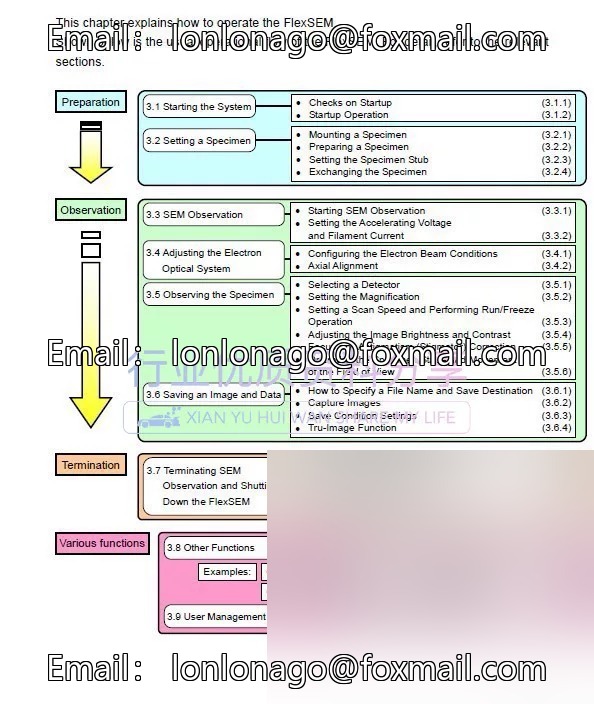 This chapter explains how to operate the FlexSEM.
Email： lonlonago@foxmail.com
sections.
Preparation
3.1 Starting the System
● Checks on Startup (3.1.1)
● Startup Operation (3.1.2)
3.2 Setting a Specimen
● Mounting a Specimen (3.2.1)
● Preparing a Specimen (3.2.2)
● Setting the Specimen Stub (3.2.3)
● Exchanging the Specimen (3.2.4)
Observation
3.3 SEM Observation
● Starting SEM Observation (3.3.1)
● Setting the Accelerating Voltage
and Filament Current (3.3.2)
3.4 Adjusting the Electron
Optical System
● Configuring the Electron Beam Conditions (3.4.1)
● Axial Alignment (3.4.2)
3.5 Observing the Specimen
● Selecting a Detector (3.5.1)
● Setting the Magnification (3.5.2)
● Setting a Scan Speed and Performing Run/Freeze
Operation (3.5.3)
● Adjusting the Image Brightness and Contrast (3.5.4)
(3.5.5)
Email： lonlonago@foxmail.com
of the Field of View (3.5.6)
行业优质资料分享
3.6 Saving an Image and Data
● How to Specify a File Name and Save Destination (3.6.1)
● Capture Images (3.6.2)
● Save Condition Settings (3.6.3)
● Tru-Image Function (3.6.4)
XIAN YU HUI WAN SHARE MY LIFE
Termination
3.7 Terminating SEM
Observation and Shutti
Down the FlexSEM
Various functions
3.8 Other Functions
Examples:
3.9 User Management
Email： lonlonago@foxmail.com